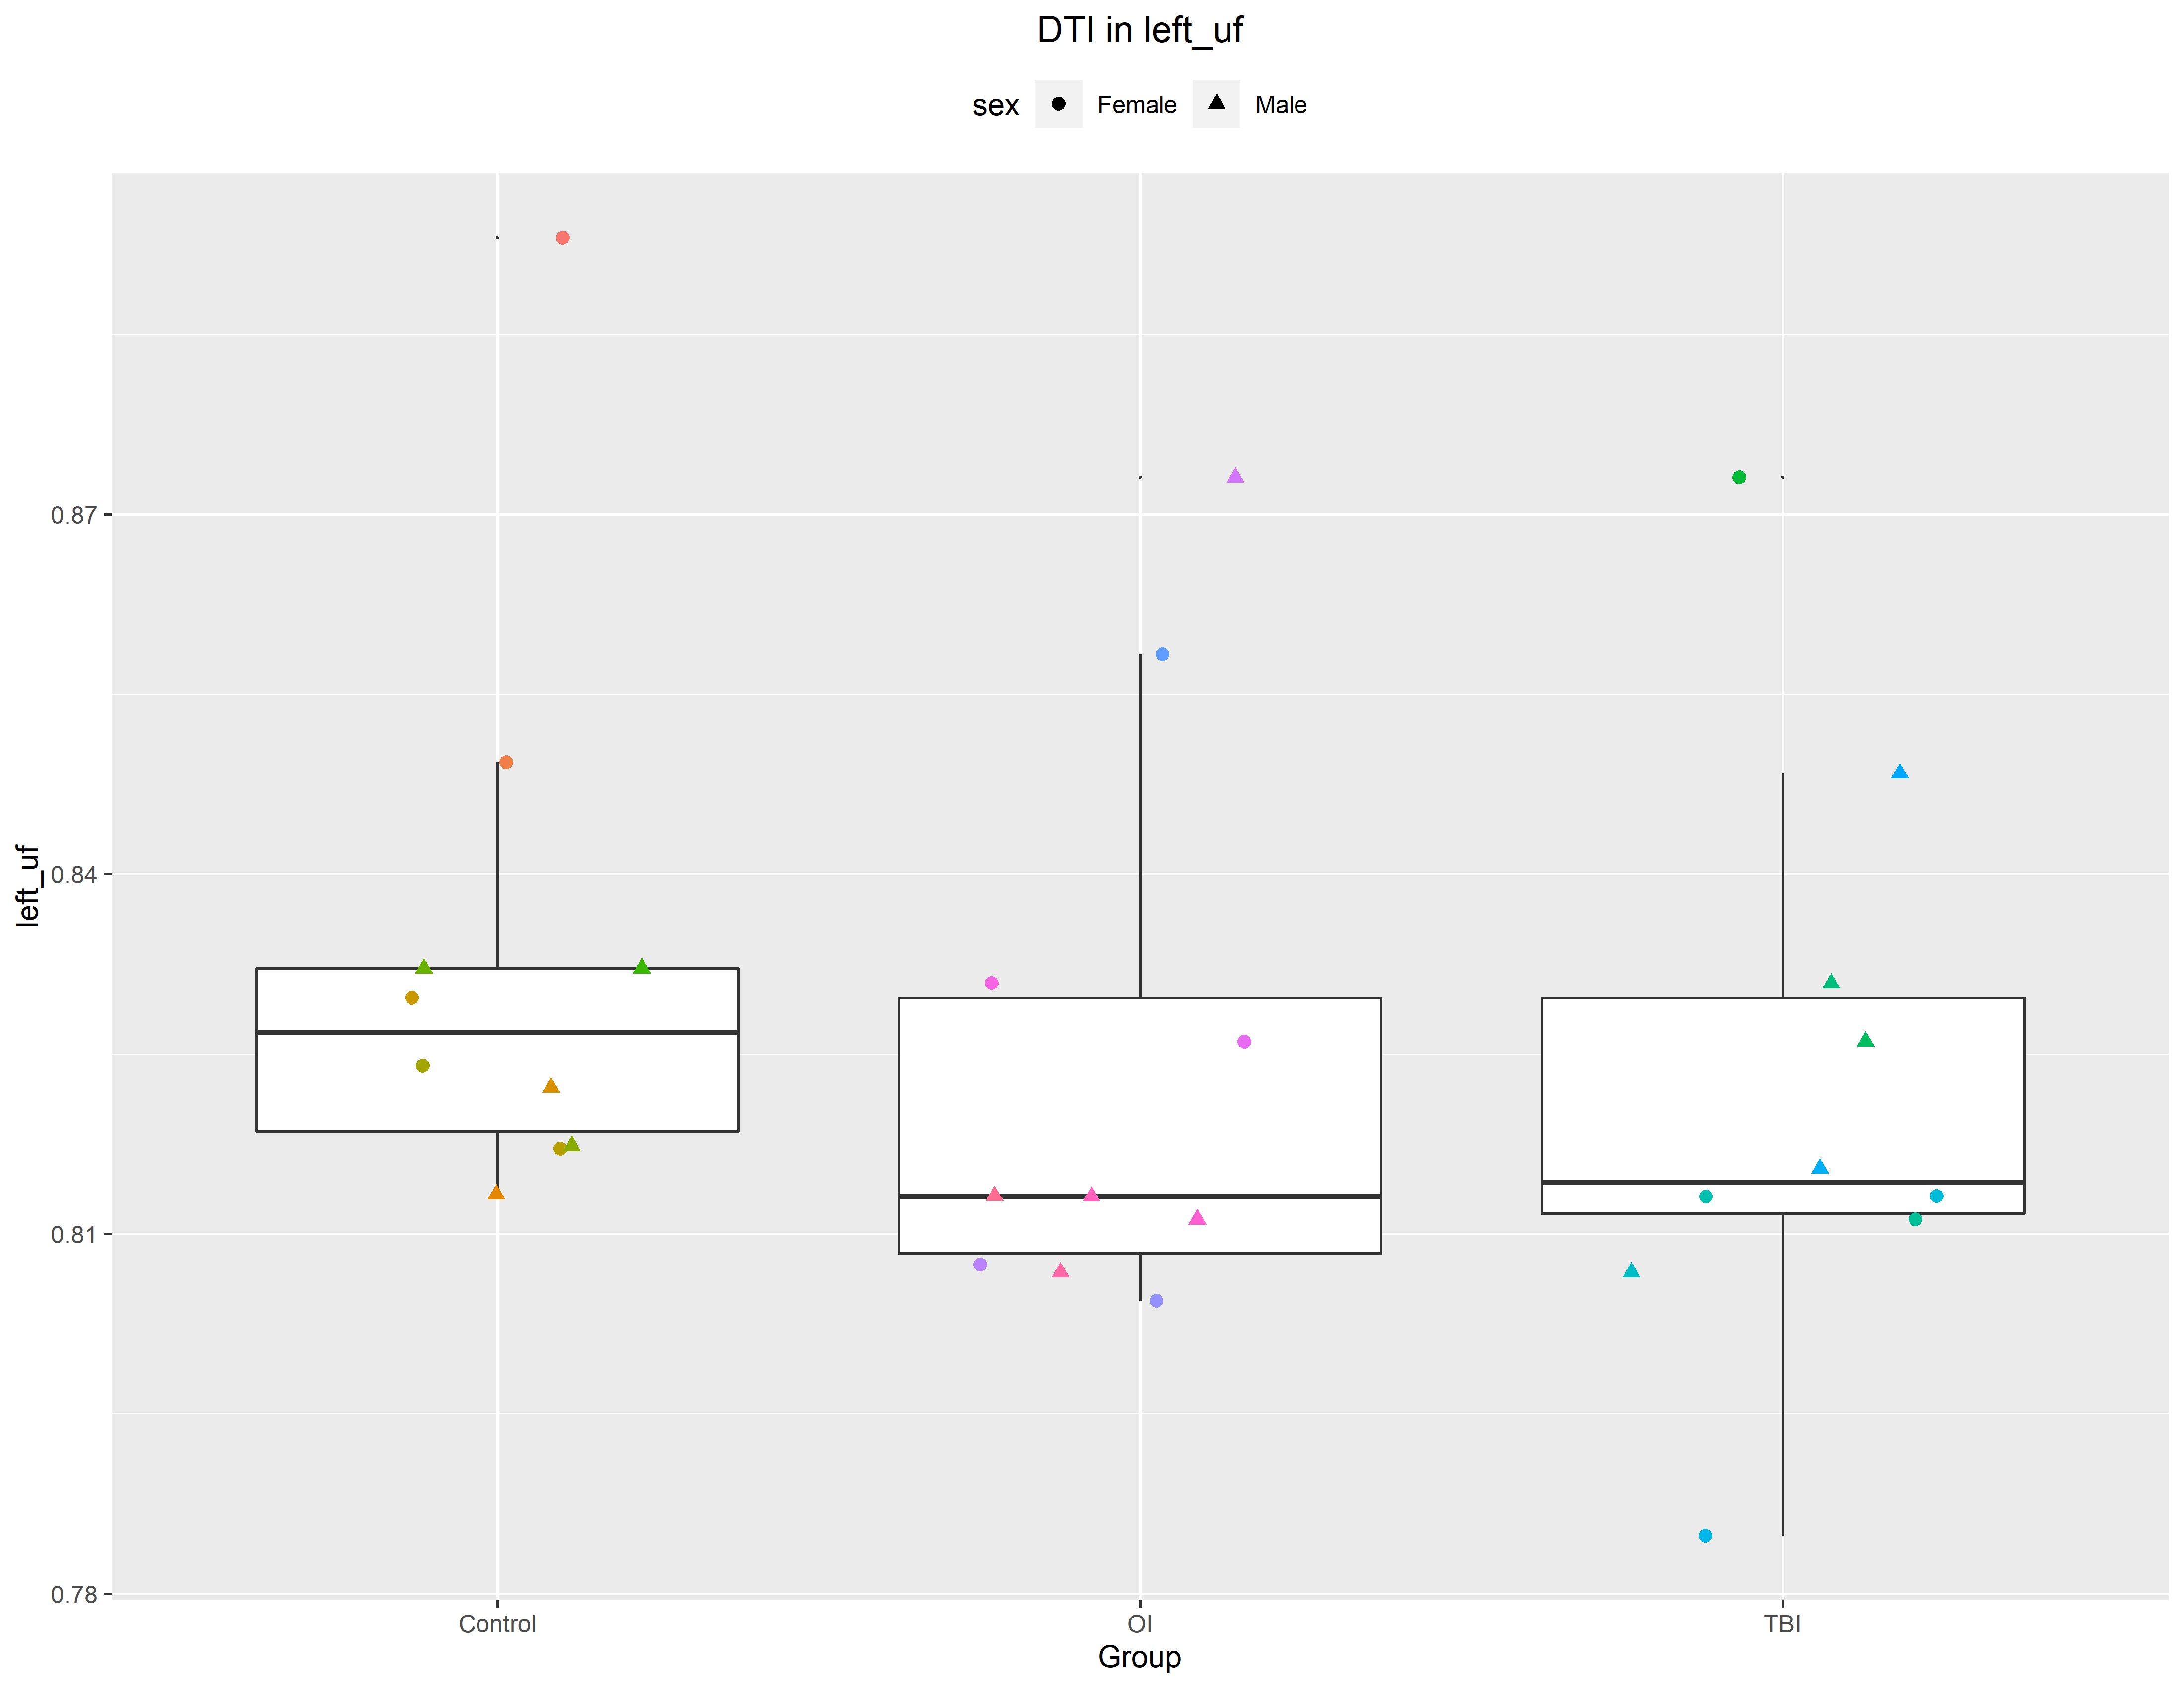 DTI in left_uf
sex Female Male
left_uf
0.87
0.84
0.81
0.78
Control OI TBI
Group